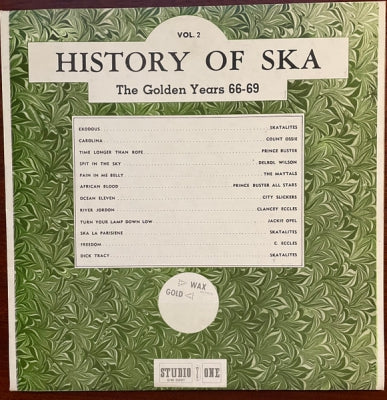 VOL. 2
HISTORY OF SKA
The Golden Years 66-69
EXODOUS SKATALITES
CAROLINA COUNT OSSIE
TIME LONGER THAN ROPE PRINCE BUSTER
SPIT IN THE SKY DELROL WILSON
PAIN IN ME BELLY THE MAYTALS
AFRICAN BLOOD PRINCE BUSTER ALL STARS
OCEAN ELEVEN CITY SLICKERS
RIVER JORDON CLANCEY ECCLES
TURN YOUR LAMP DOWN LOW JACKIE OPEL
SKA LA PARISIENE SKATALITES
FREEDOM C. ECCLES
DICK TRACY SKATALITES
WAX
GOLD
STUDIO ONE